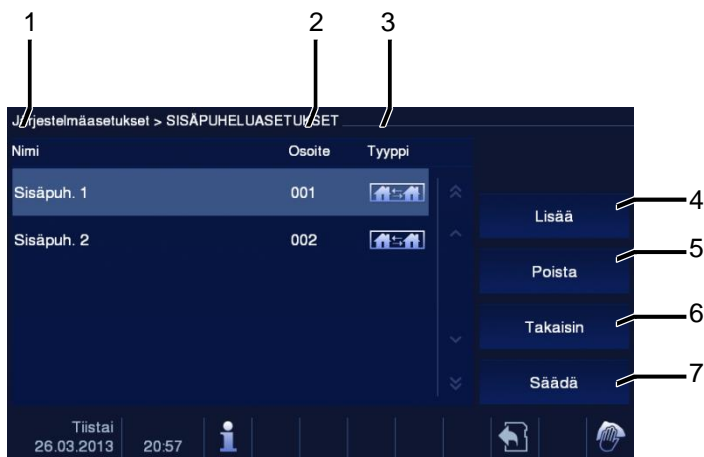 1 2 3
Järjestelmäasetukset > SISÄPUHELUASETUKSET
Nimi Osoite Tyyppi
Sisäpuh. 1 001
Sisäpuh. 2 002
Lisää 4
Poista 5
Takaisin 6
Säädä 7
Tiistai
26.03.2013 20:57